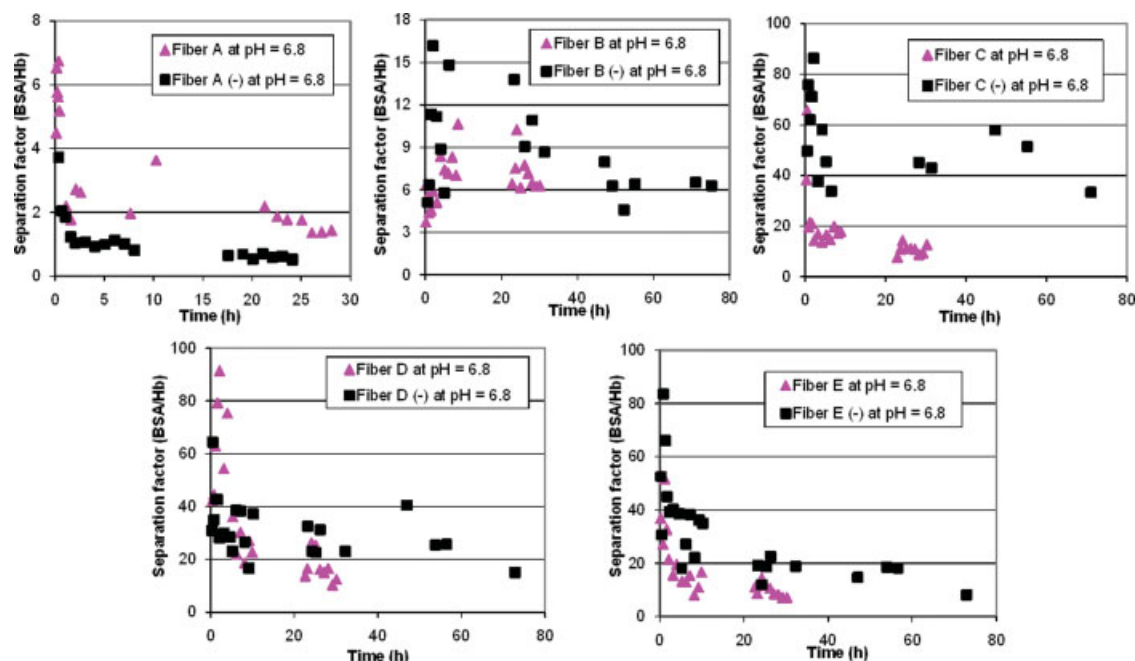 Separation factor (BSA/Hb)
8
6
4
2
0
Fiber A at pH = 6.8
Fiber A (-) at pH = 6.8
0 5 10 15 20 25 30
Time (h)
Separation factor (BSA/Hb)
18
15
12
9
6
3
0
Fiber B at pH = 6.8
Fiber B (-) at pH = 6.8
0 20 40 60 80
Time (h)
Separation factor (BSA/Hb)
100
80
60
40
20
0
Fiber C at pH = 6.8
Fiber C (-) at pH = 6.8
0 20 40 60 80
Time (h)
Separation factor (BSA/Hb)
100
80
60
40
20
0
Fiber D at pH = 6.8
Fiber D (-) at pH = 6.8
0 20 40 60 80
Time (h)
Separation factor (BSA/Hb)
100
80
60
40
20
0
Fiber E at pH = 6.8
Fiber E (-) at pH = 6.8
0 20 40 60 80
Time (h)